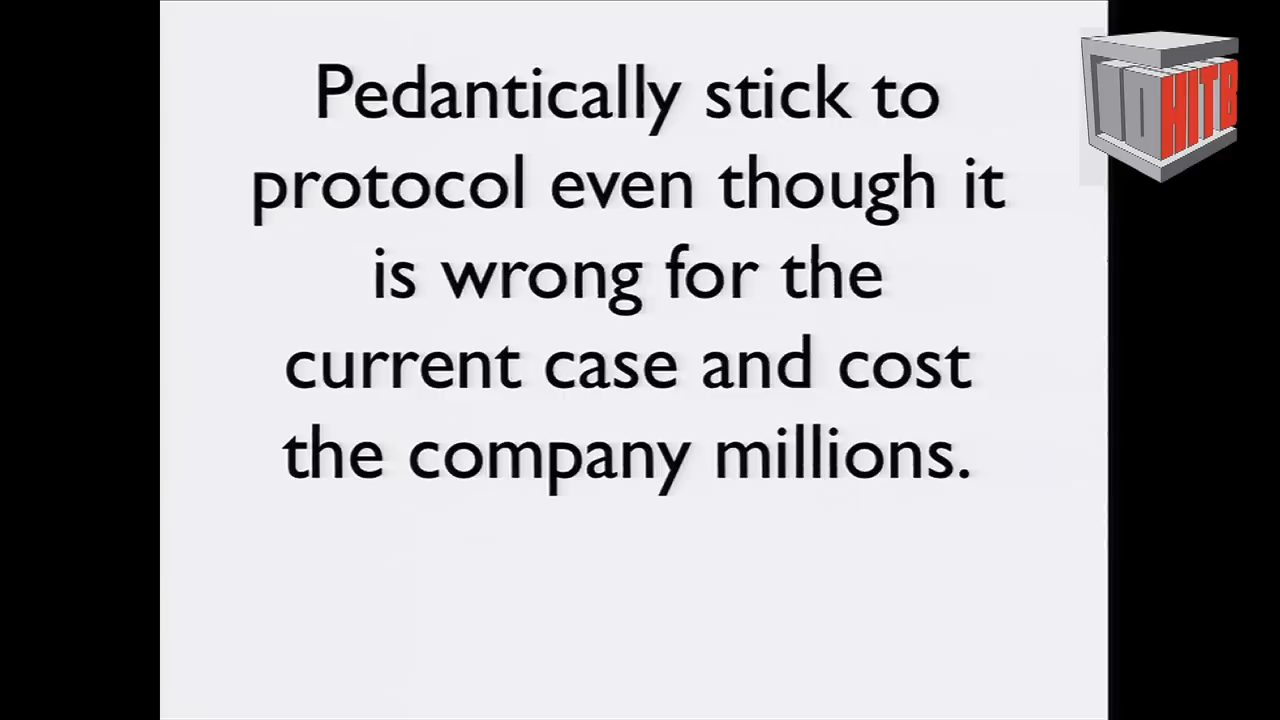 Pedantically stick to
protocol even though it
is wrong for the
current case and cost
the company millions.
HITB